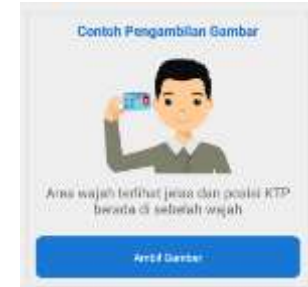 Contoh Pengambilan Gambar
Area wajah terlihat jelas dan posisi KTP
berada di sebelah wajah
Ambil Gambar